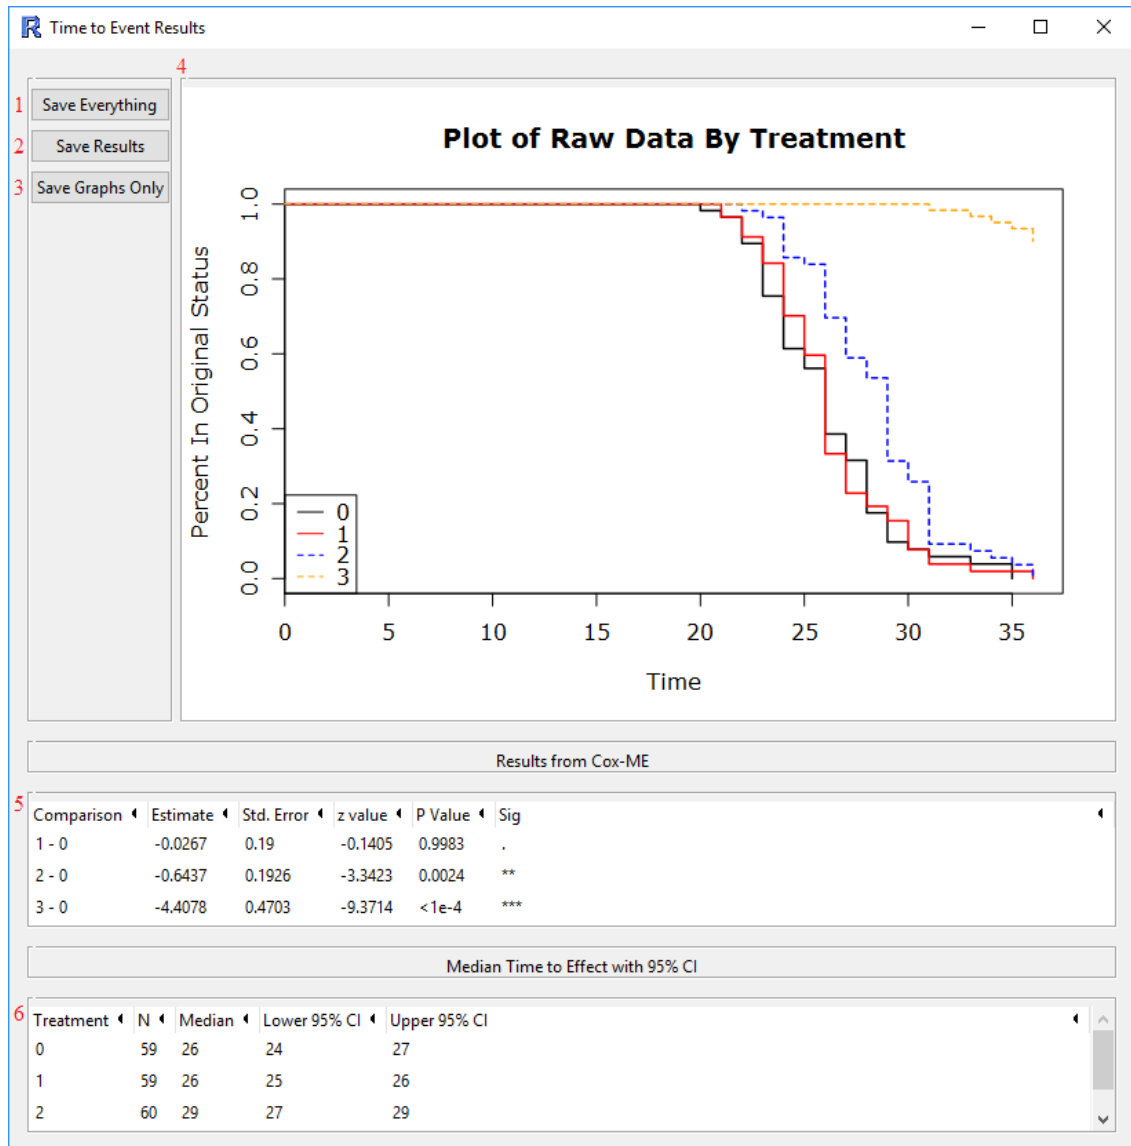 Time to Event Results
4
1 Save Everything
2 Save Results
3 Save Graphs Only
Plot of Raw Data By Treatment
Percent In Original Status
1.0
0.8
0.6
0.4
0.2
0.0
0
1
2
3
0 5 10 15 20 25 30 35
Time
Results from Cox-ME
5
Comparison Estimate Std. Error z value P Value Sig
1 - 0 -0.0267 0.19 -0.1405 0.9983 .
2 - 0 -0.6437 0.1926 -3.3423 0.0024 **
3 - 0 -4.4078 0.4703 -9.3714 <1e-4 ***
Median Time to Effect with 95% CI
6
Treatment N Median Lower 95% CI Upper 95% CI
0 59 26 24 27
1 59 26 25 26
2 60 29 27 29